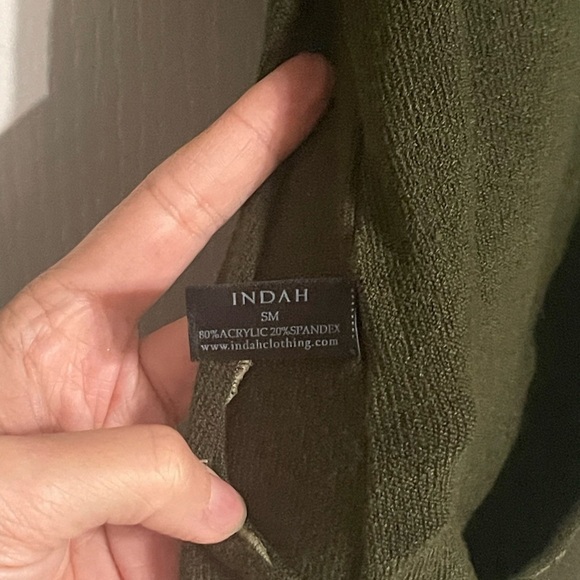 INDAH
SM
80%ACRYLIC 20%SPANDEX
www.indahclothing.com